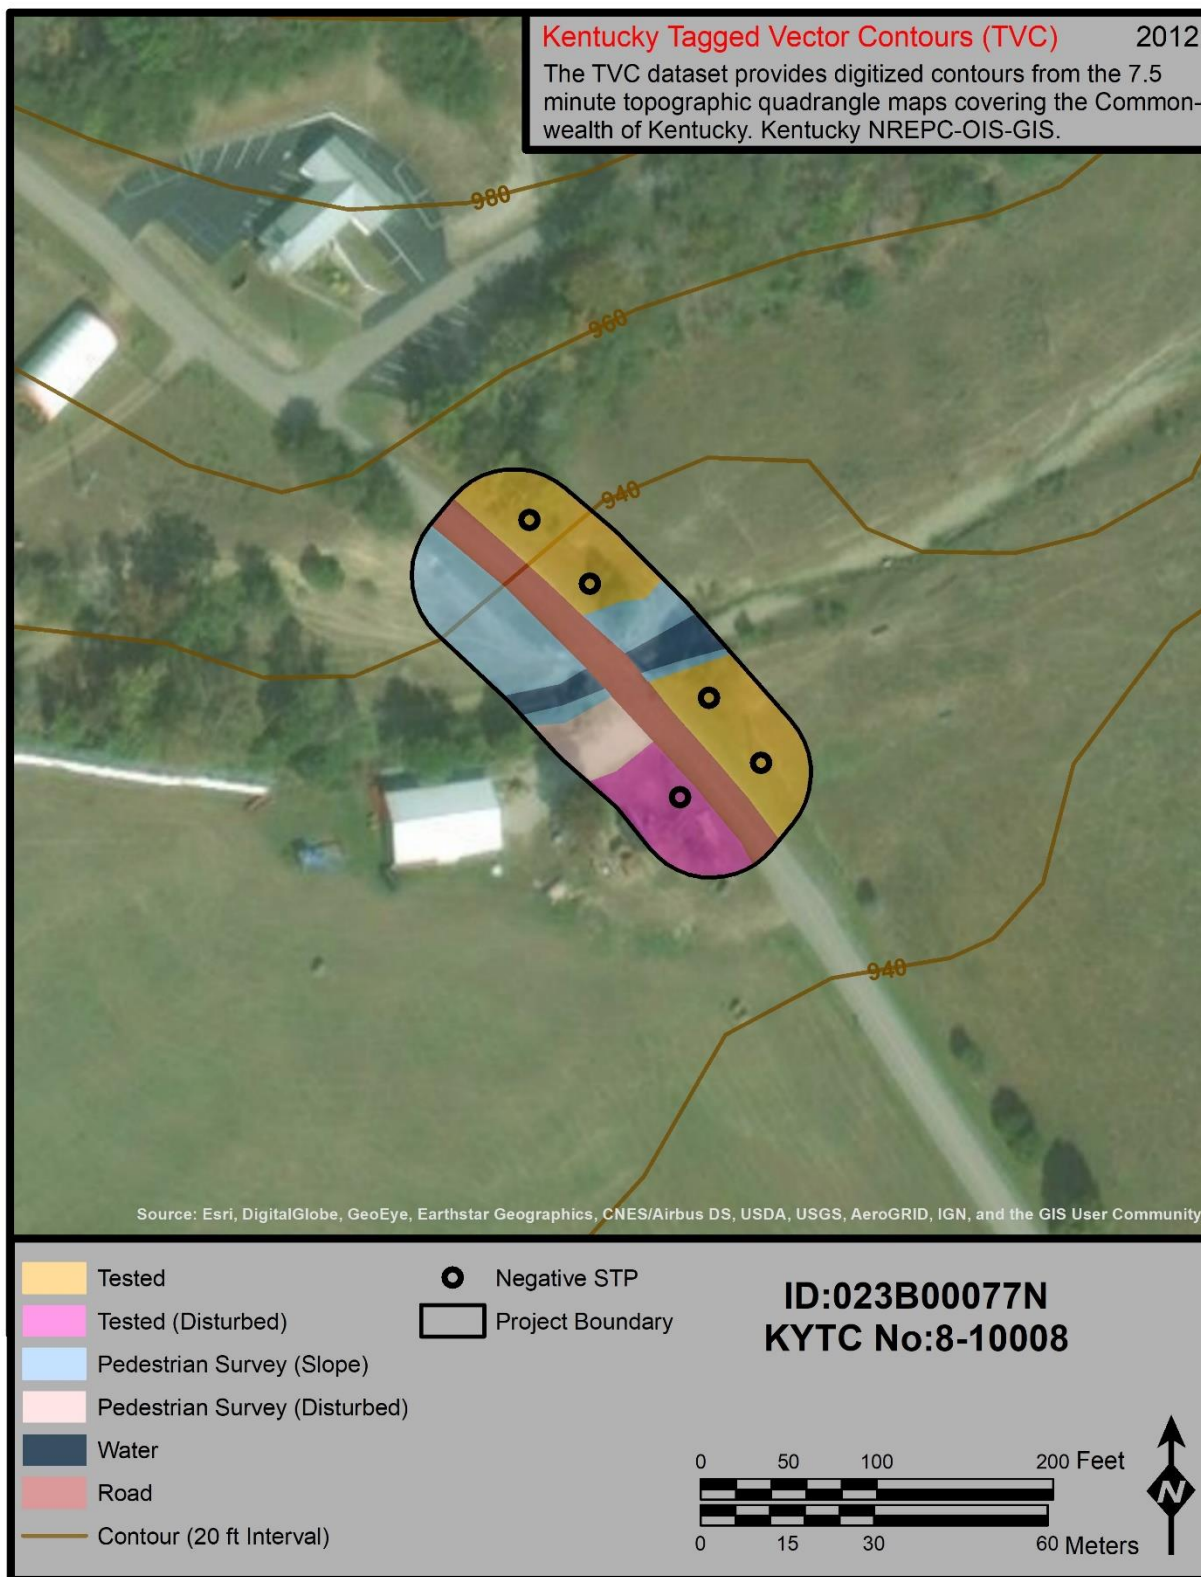 Kentucky Tagged Vector Contours (TVC) 2012
The TVC dataset provides digitized contours from the 7.5
minute topographic quadrangle maps covering the Common-
wealth of Kentucky. Kentucky NREPC-OIS-GIS.
980
960
940
940
Source: Esri, DigitalGlobe, GeoEye, Earthstar Geographics, CNES/Airbus DS, USDA, USGS, AeroGRID, IGN, and the GIS User Community
Tested
Tested (Disturbed)
Pedestrian Survey (Slope)
Pedestrian Survey (Disturbed)
Water
Road
Contour (20 ft Interval)
Negative STP
Project Boundary
ID:023B00077N
KYTC No:8-10008
0 50 100 200 Feet
0 15 30 60 Meters
N